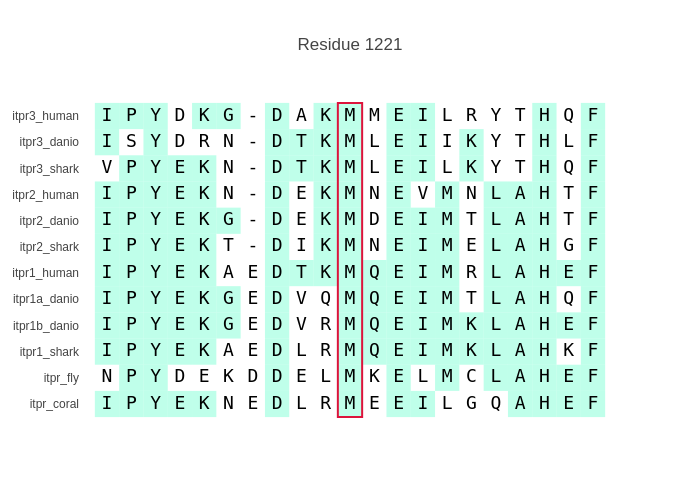 Residue 1221
itpr3_human I P Y D K G - D A K M M E I L R Y T H Q F
itpr3_danio I S Y D R N - D T K M L E I I K Y T H L F
itpr3_shark V P Y E K N - D T K M L E I L K Y T H Q F
itpr2_human I P Y E K N - D E K M N E V M N L A H T F
itpr2_danio I P Y E K G - D E K M D E I M T L A H T F
itpr2_shark I P Y E K T - D I K M N E I M E L A H G F
itpr1_human I P Y E K A E D T K M Q E I M R L A H E F
itpr1a_danio I P Y E K G E D V Q M Q E I M T L A H Q F
itpr1b_danio I P Y E K G E D V R M Q E I M K L A H E F
itpr1_shark I P Y E K A E D L R M Q E I M K L A H K F
itpr_fly N P Y D E K D D E L M K E L M C L A H E F
itpr_coral I P Y E K N E D L R M E E I L G Q A H E F